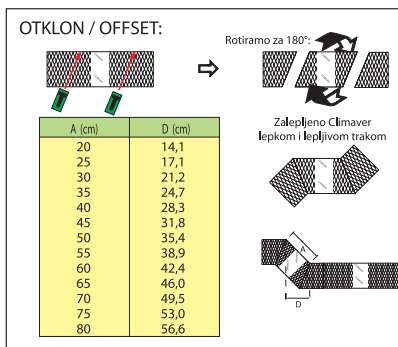 OTKLON / OFFSET:
Rotiramo za 180°:
A (cm) D (cm)
20 14,1
25 17,1
30 21,2
35 24,7
40 28,3
45 31,8
50 35,4
55 38,9
60 42,4
65 46,0
70 49,5
75 53,0
80 56,6
Zalepljeno Climaver
lepkom i lepljivom trakom
A
D